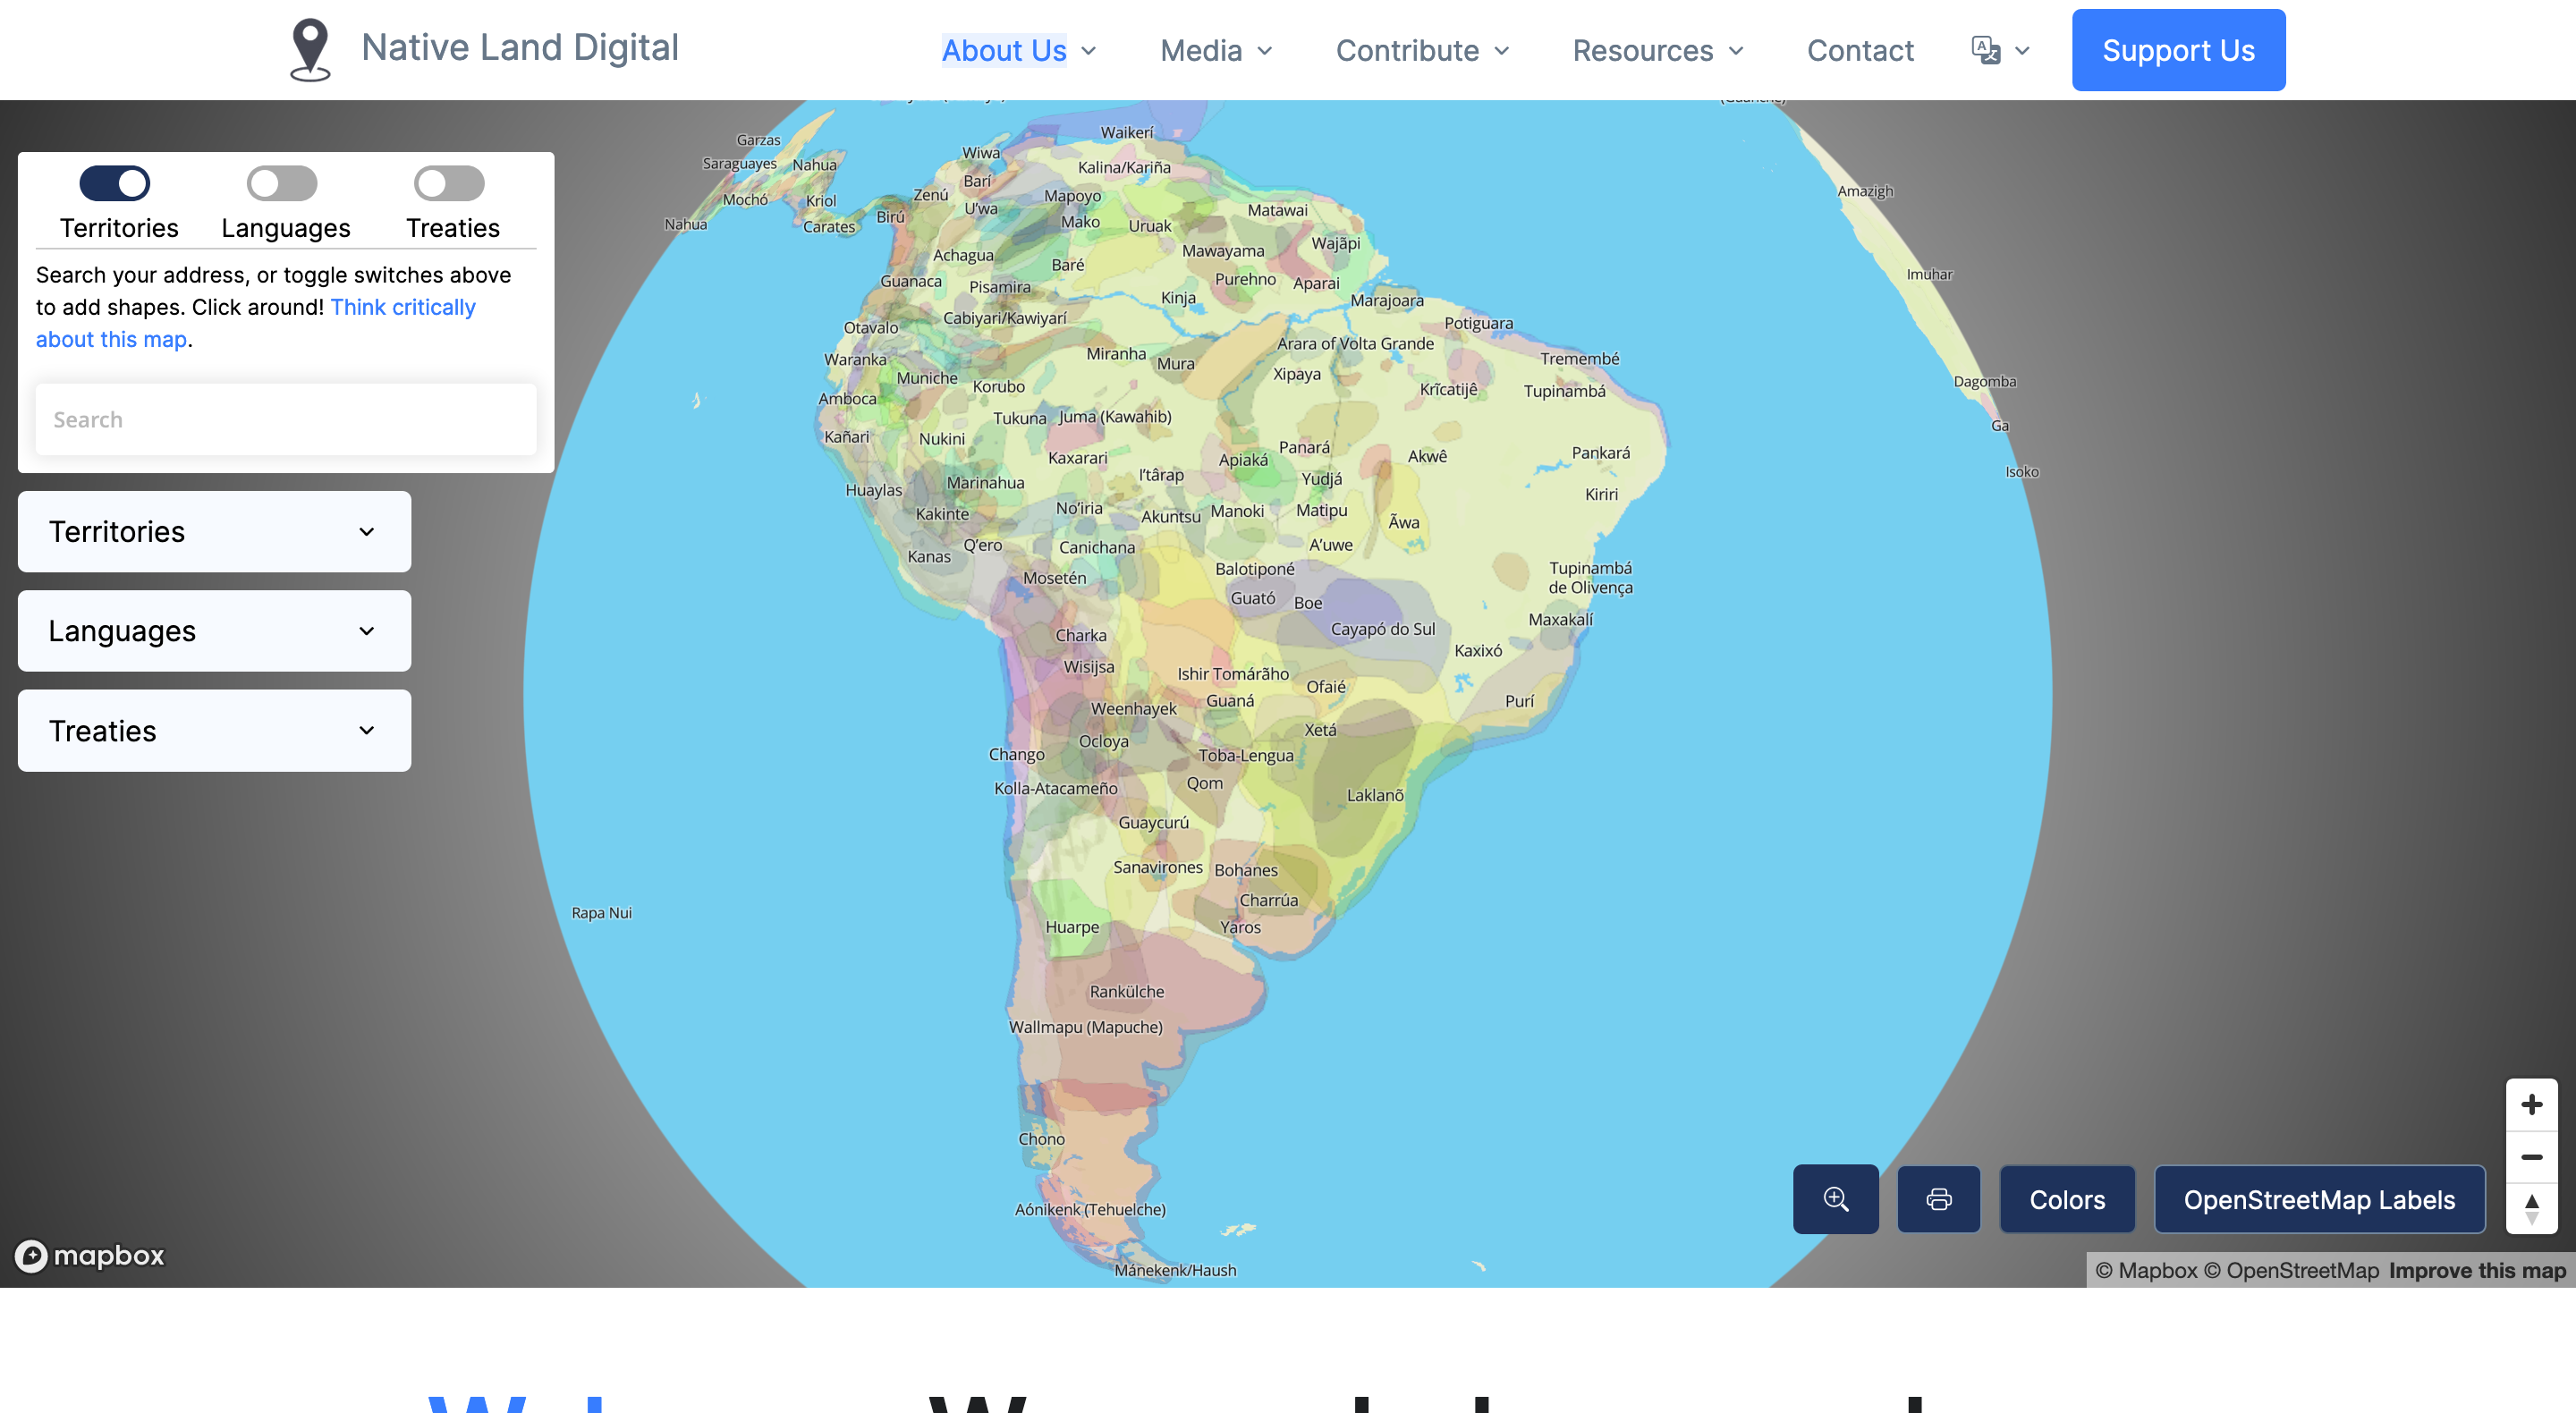 Native Land Digital
About Us
Media
Contribute
Resources
Contact
Support Us
Territories
Languages
Treaties
Search your address, or toggle switches above
to add shapes. Click around! Think critically
about this map.
Search
Territories
Languages
Treaties
Garzas
Saraguayes
Nahua
Mochó
Kriol
Nahua
Carates
Waikerí
Wiwa
Kalina/Kariña
Barí
Zenú
Mapoyo
U'wa
Birú
Mako
Uruak
Matawai
Wajãpi
Achagua
Mawayama
Baré
Guanaca
Pisamira
Purehno
Aparai
Kinja
Marajoara
Cabiyari/Kawiyarí
Otavalo
Potiguara
Arara of Volta Grande
Waranka
Miranha
Mura
Tremembé
Muniche
Korubo
Xipaya
Krĩcatijê
Tupinambá
Amboca
Tukuna
Juma (Kawahib)
Kañari
Nukini
Kaxarari
Panará
Apiaká
Akwê
Pankará
I'târap
Yudjá
Huaylas
Marinahua
Kiriri
Kakinte
No'iria
Akuntsu
Manoki
Matipu
Ãwa
Kanas
Q'ero
Canichana
A'uwe
Mosetén
Balotiponé
Tupinambá
de Olivença
Guató
Boe
Charka
Cayapó do Sul
Maxakalí
Kaxixó
Wisijsa
Ishir Tomárãho
Ofaié
Weenhayek
Guaná
Purí
Xetá
Ocloya
Chango
Toba-Lengua
Kolla-Atacameño
Qom
Laklanõ
Guaycurú
Sanavirones
Bohanes
Charrúa
Huarpe
Yaros
Rapa Nui
Rankülche
Wallmapu (Mapuche)
Chono
Aónikenk (Tehuelche)
Mánekenk/Haush
Amazigh
Imuhar
Dagomba
Ga
Isoko
Colors
OpenStreetMap Labels
mapbox
© Mapbox © OpenStreetMap Improve this map